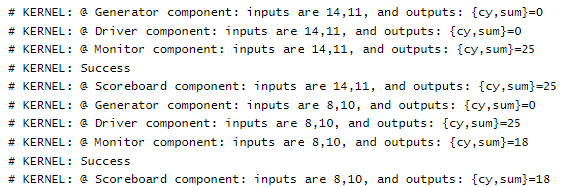 # KERNEL: @ Generator component: inputs are 14,11, and outputs: {cy,sum}=0
# KERNEL: @ Driver component: inputs are 14,11, and outputs: {cy,sum}=0
# KERNEL: @ Monitor component: inputs are 14,11, and outputs: {cy,sum}=25
# KERNEL: Success
# KERNEL: @ Scoreboard component: inputs are 14,11, and outputs: {cy,sum}=25
# KERNEL: @ Generator component: inputs are 8,10, and outputs: {cy,sum}=0
# KERNEL: @ Driver component: inputs are 8,10, and outputs: {cy,sum}=25
# KERNEL: @ Monitor component: inputs are 8,10, and outputs: {cy,sum}=18
# KERNEL: Success
# KERNEL: @ Scoreboard component: inputs are 8,10, and outputs: {cy,sum}=18